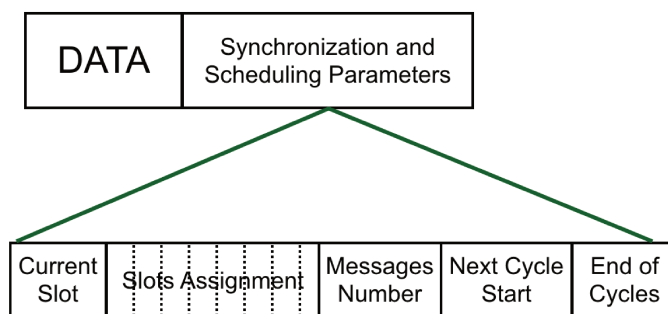 DATA
Synchronization and
Scheduling Parameters
Current
Slot
Slots Assignment
Messages
Number
Next Cycle
Start
End of
Cycles